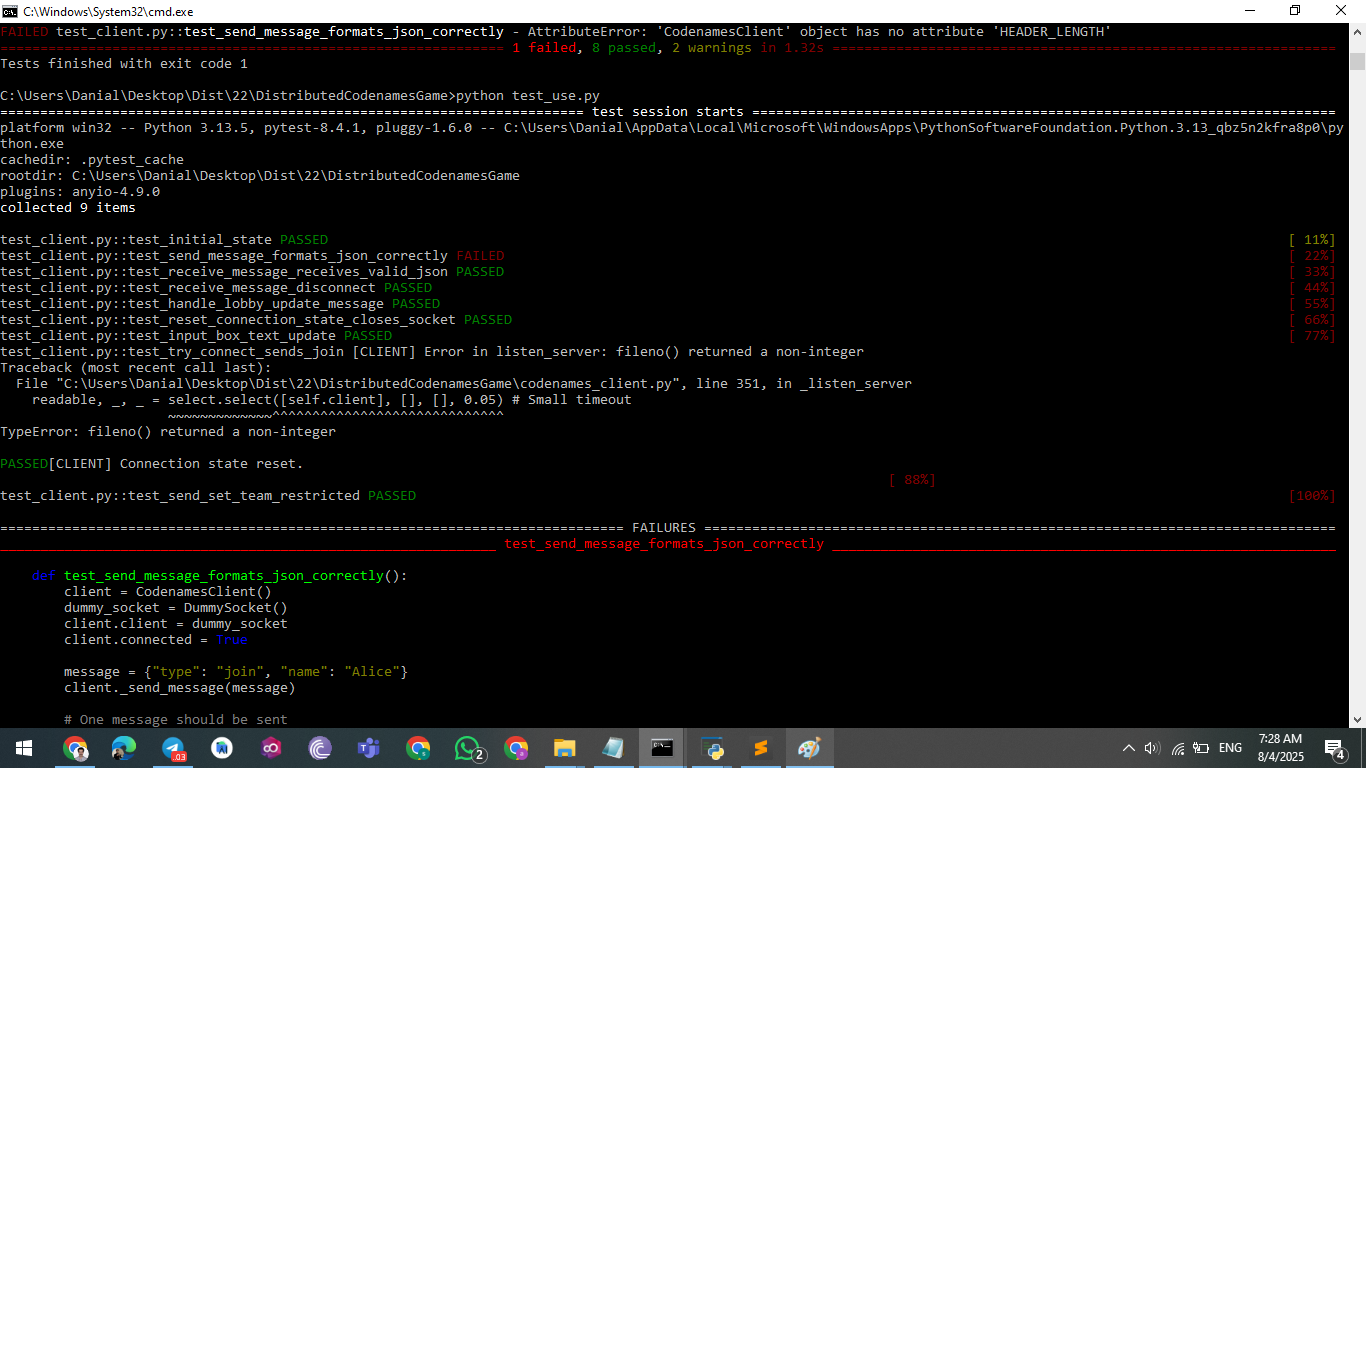 C:\Windows\System32\cmd.exe
FAILED test_client.py::test_send_message_formats_json_correctly - AttributeError: 'CodenamesClient' object has no attribute 'HEADER_LENGTH'
=============================================================== 1 failed, 8 passed, 2 warnings in 1.32s ===============================================================
Tests finished with exit code 1
C:\Users\Danial\Desktop\Dist\22\DistributedCodenamesGame>python test_use.py
========================================================================= test session starts =========================================================================
platform win32 -- Python 3.13.5, pytest-8.4.1, pluggy-1.6.0 -- C:\Users\Danial\AppData\Local\Microsoft\WindowsApps\PythonSoftwareFoundation.Python.3.13_qbz5n2kfra8p0\py
thon.exe
cachedir: .pytest_cache
rootdir: C:\Users\Danial\Desktop\Dist\22\DistributedCodenamesGame
plugins: anyio-4.9.0
collected 9 items
test_client.py::test_initial_state PASSED [ 11%]
test_client.py::test_send_message_formats_json_correctly FAILED [ 22%]
test_client.py::test_receive_message_receives_valid_json PASSED [ 33%]
test_client.py::test_receive_message_disconnect PASSED [ 44%]
test_client.py::test_handle_lobby_update_message PASSED [ 55%]
test_client.py::test_reset_connection_state_closes_socket PASSED [ 66%]
test_client.py::test_input_box_text_update PASSED [ 77%]
test_client.py::test_try_connect_sends_join [CLIENT] Error in listen_server: fileno() returned a non-integer
Traceback (most recent call last):
File "C:\Users\Danial\Desktop\Dist\22\DistributedCodenamesGame\codenames_client.py", line 351, in _listen_server
readable, _, _ = select.select([self.client], [], [], 0.05) # Small timeout
~~~~~~~~~~~~~^^^^^^^^^^^^^^^^^^^^^^^^^^^^^
TypeError: fileno() returned a non-integer
PASSED[CLIENT] Connection state reset.
[ 88%]
test_client.py::test_send_set_team_restricted PASSED [100%]
============================================================================== FAILURES ===============================================================================
______________________________________________________________ test_send_message_formats_json_correctly _______________________________________________________________
def test_send_message_formats_json_correctly():
client = CodenamesClient()
dummy_socket = DummySocket()
client.client = dummy_socket
client.connected = True
message = {"type": "join", "name": "Alice"}
client._send_message(message)
# One message should be sent
.03
2
ENG
7:28 AM
8/4/2025
4